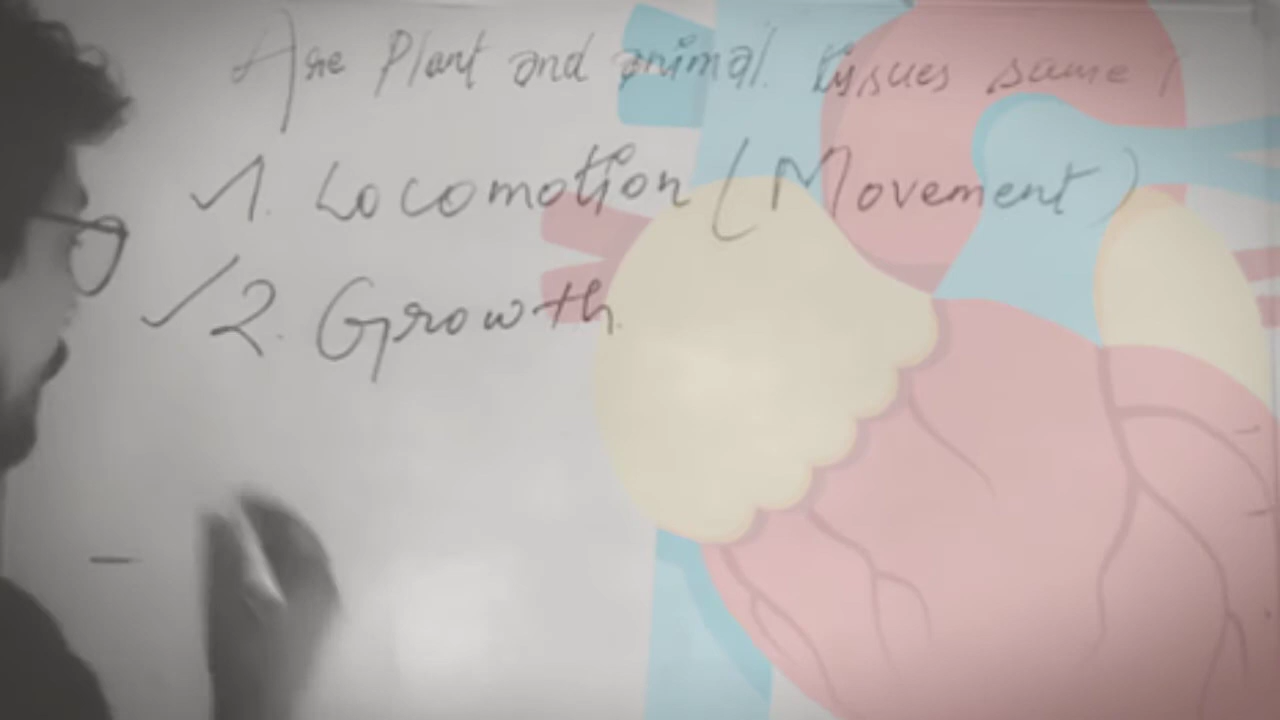 Are Plant and animal tissues same ?
✓ 1. Locomotion (Movement)
✓ 2. Growth.